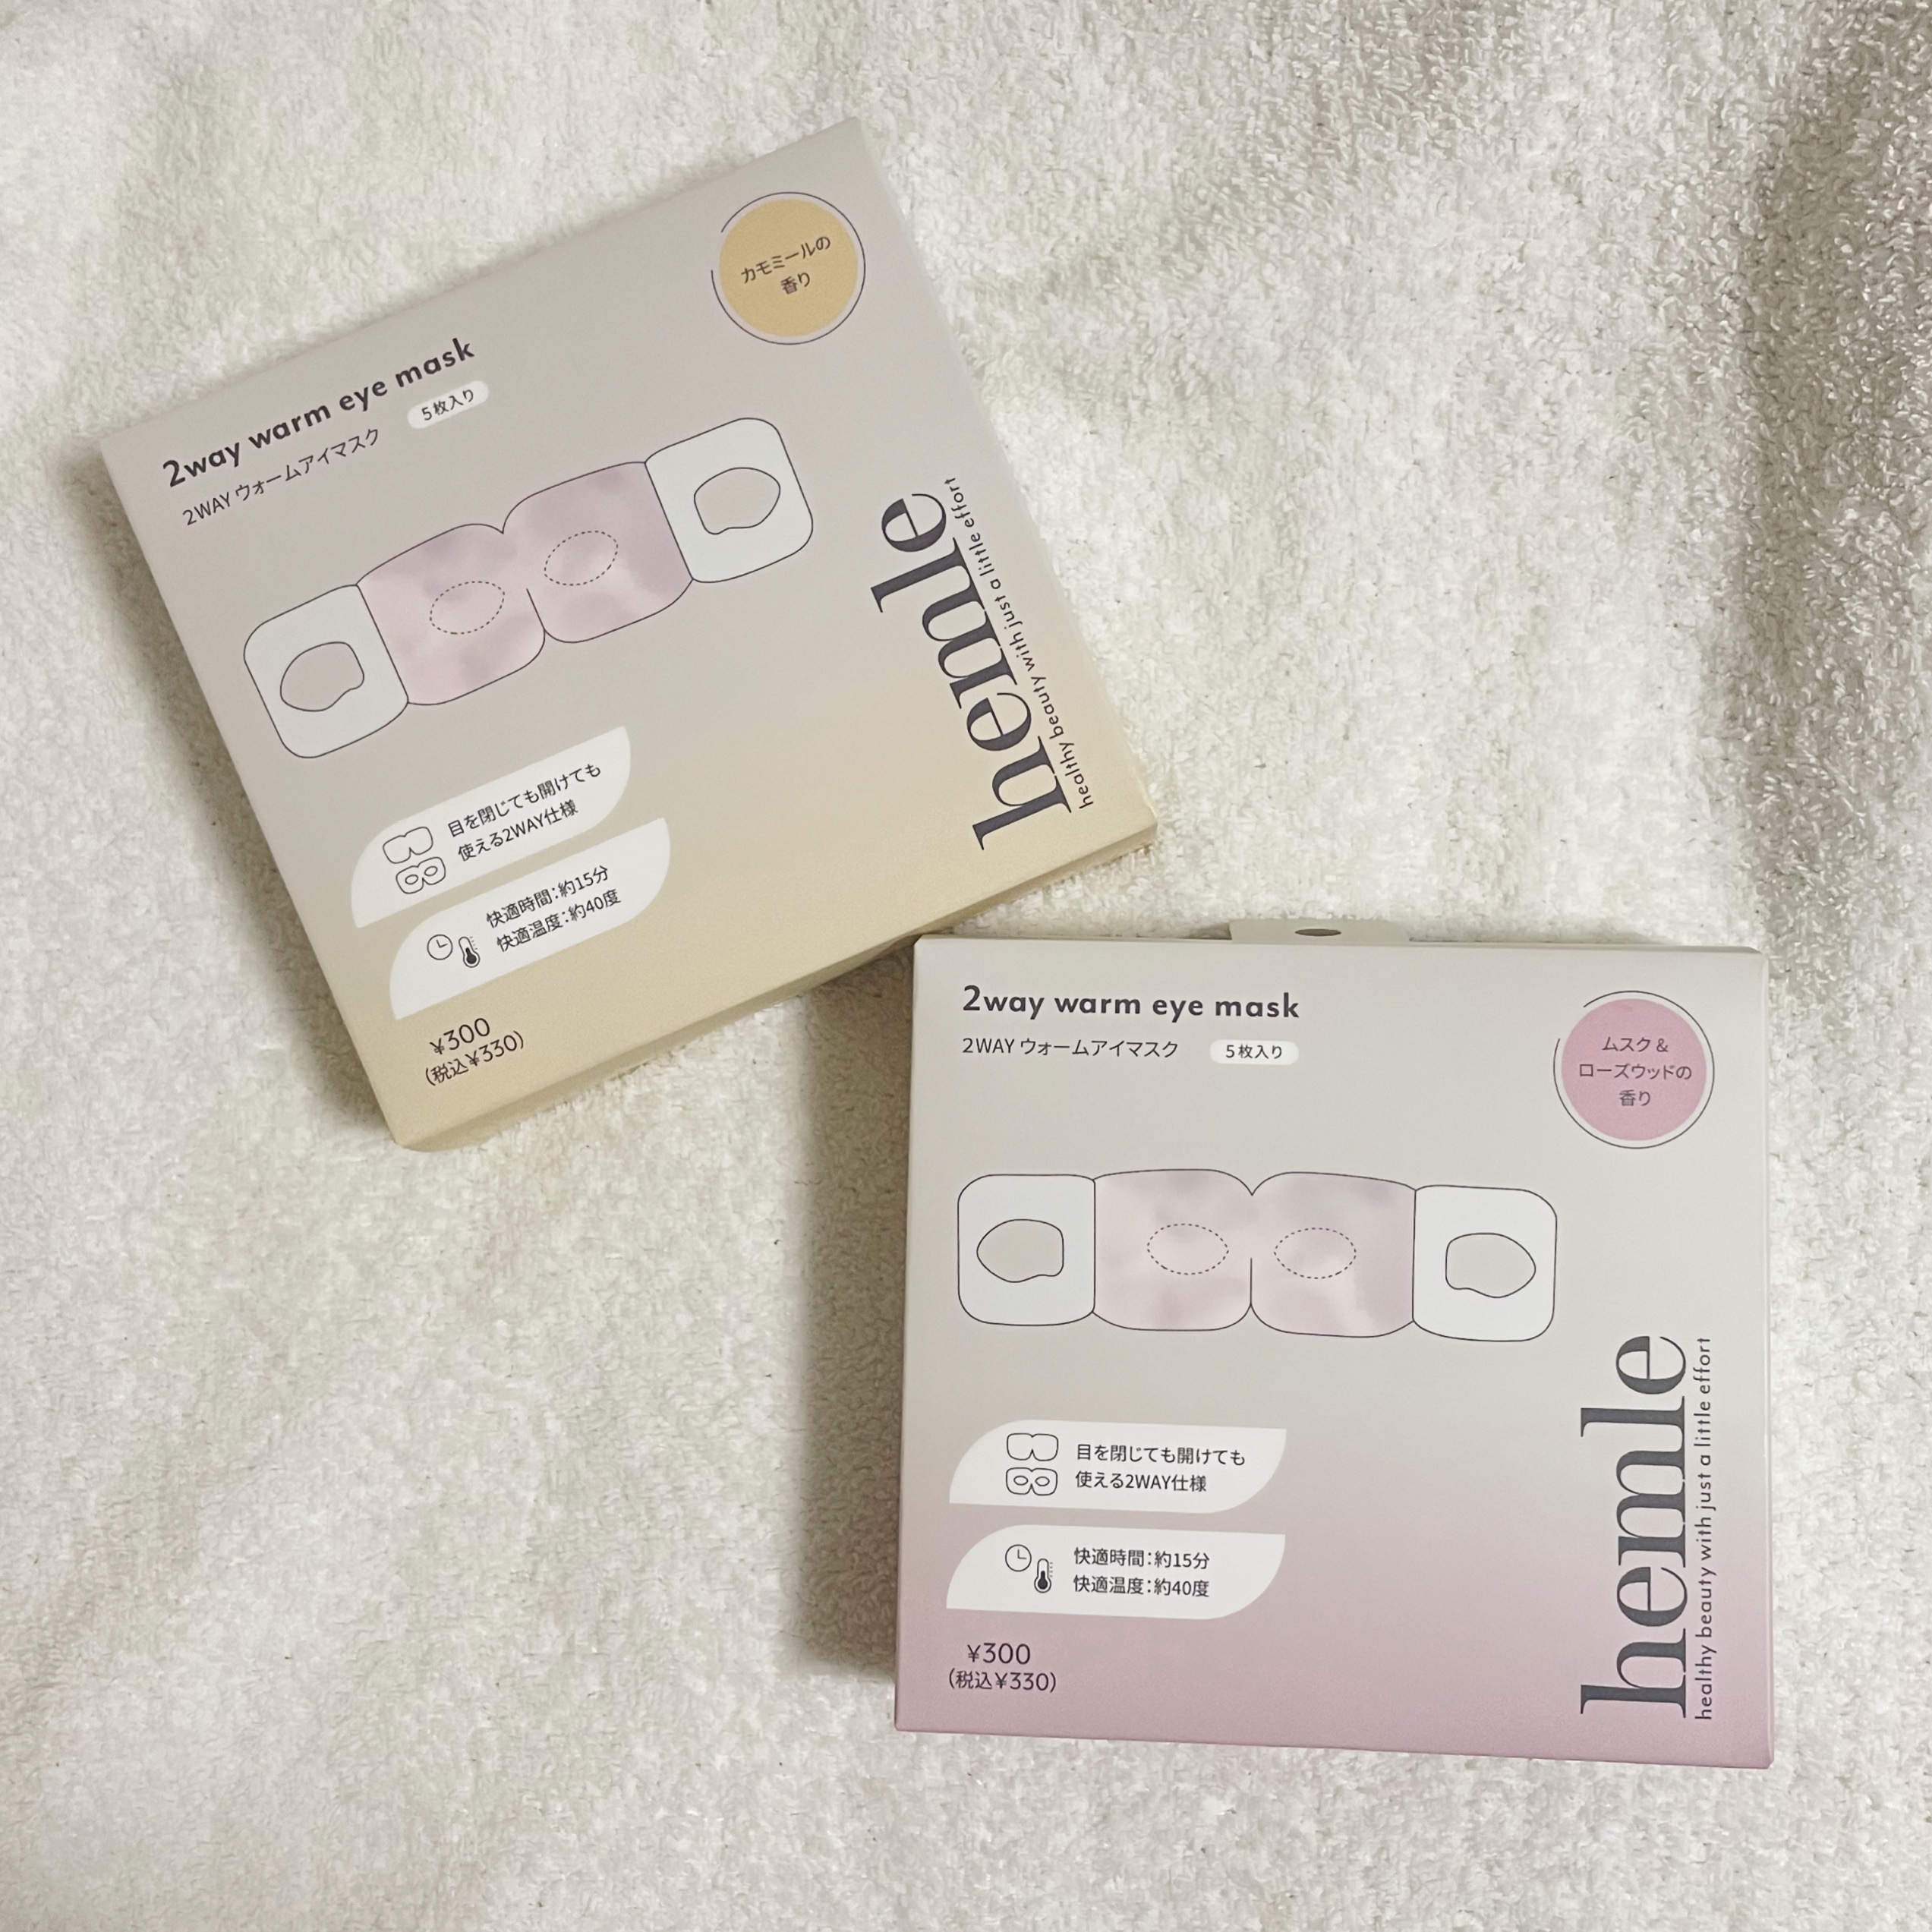 カモミールの
香り
2way warm eye mask
2WAY ウォームアイマスク 5枚入り
目を閉じても開けても
使える2WAY仕様
快適時間：約15分
快適温度：約40度
¥300
(税込¥330)
hemle
healthy beauty with just a little effort
2way warm eye mask
2WAY ウォームアイマスク 5枚入り
ムスク &
ローズウッドの
香り
目を閉じても開けても
使える2WAY仕様
快適時間：約15分
快適温度：約40度
¥300
(税込¥330)
hemle
healthy beauty with just a little effort